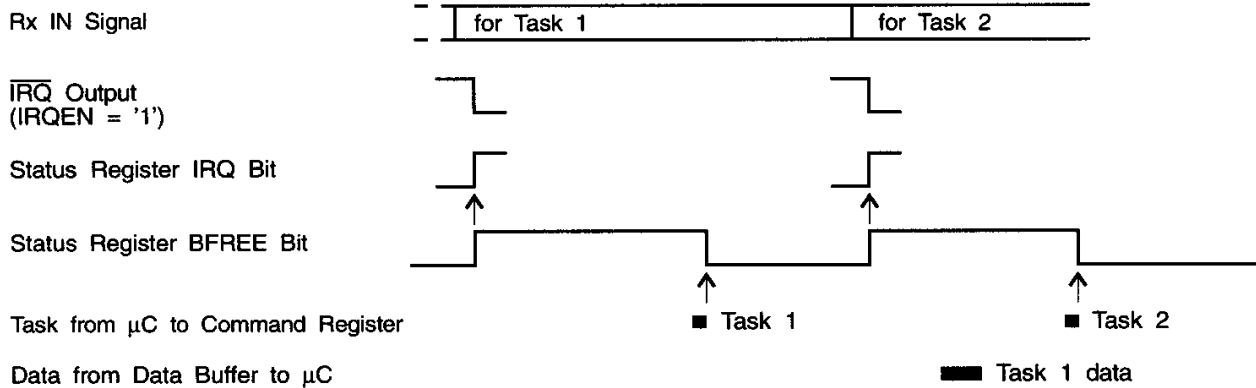 Rx IN Signal
for Task 1
for Task 2
IRQ Output
(IRQEN = '1')
Status Register IRQ Bit
Status Register BFREE Bit
Task from μC to Command Register
Task 1
Task 2
Data from Data Buffer to μC
Task 1 data